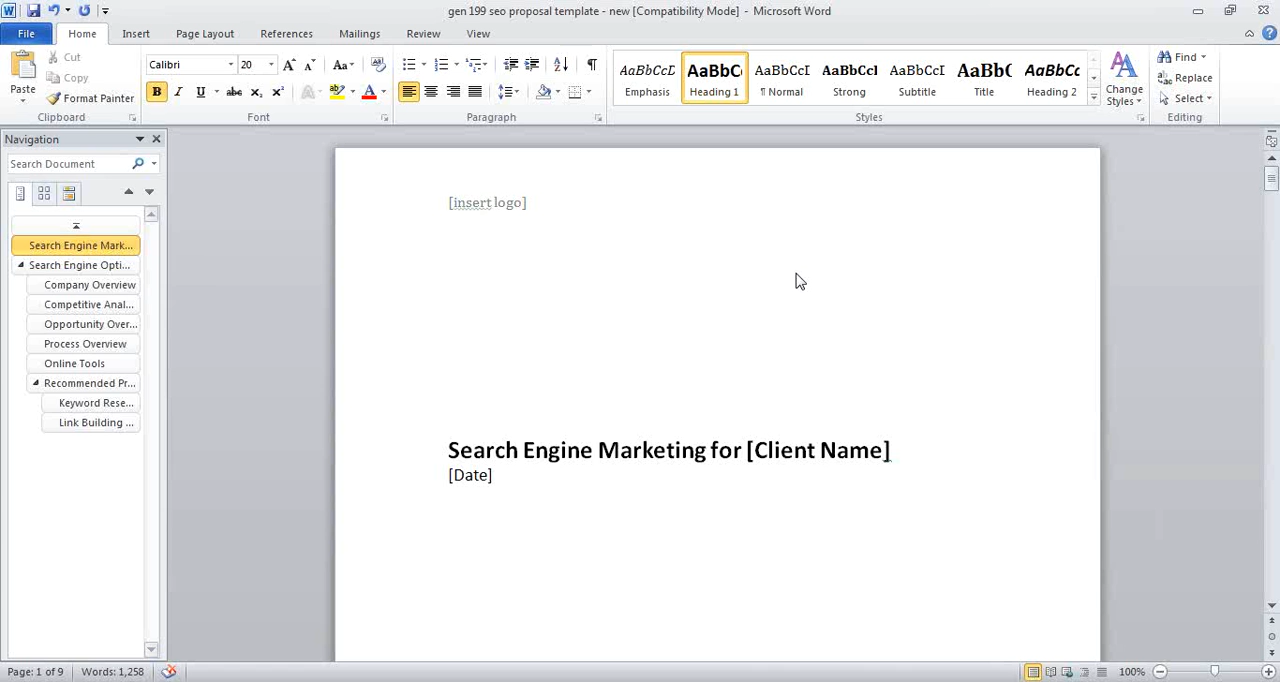 gen 199 seo proposal template - new [Compatibility Mode] - Microsoft Word
File Home Insert Page Layout References Mailings Review View
Paste
Cut
Copy
Format Painter
Clipboard
Calibri 20
Font
Paragraph
AaBbCcL AaBbC AaBbCcI AaBbCcI AaBbCcI AaBb( AaBbCc
Emphasis Heading 1 ¶ Normal Strong Subtitle Title Heading 2
Styles
Change Styles
Find
Replace
Select
Editing
Navigation
Search Document
Search Engine Mark...
Search Engine Opti...
Company Overview
Competitive Anal...
Opportunity Over...
Process Overview
Online Tools
Recommended Pr...
Keyword Rese...
Link Building ...
[insert logo]
Search Engine Marketing for [Client Name]
[Date]
Page: 1 of 9 Words: 1,258 100%